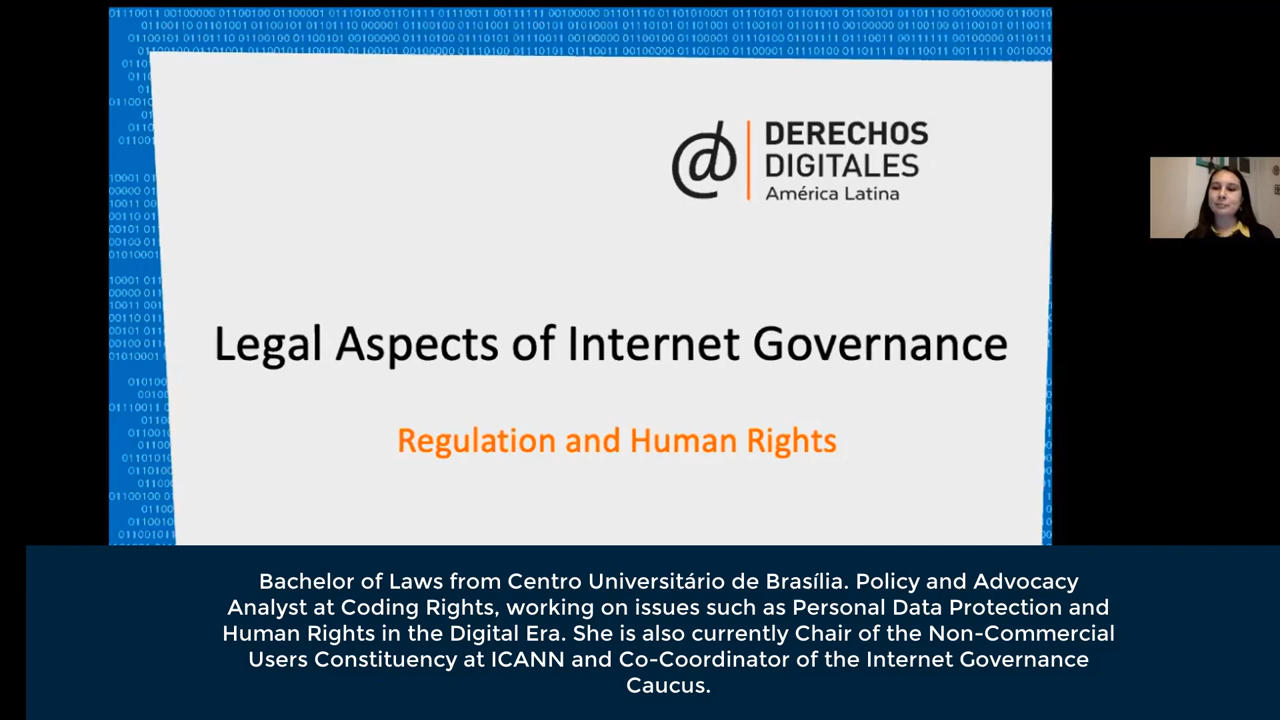 DERECHOS
DIGITALES
América Latina
Legal Aspects of Internet Governance
Regulation and Human Rights
Bachelor of Laws from Centro Universitário de Brasília. Policy and Advocacy
Analyst at Coding Rights, working on issues such as Personal Data Protection and
Human Rights in the Digital Era. She is also currently Chair of the Non-Commercial
Users Constituency at ICANN and Co-Coordinator of the Internet Governance
Caucus.